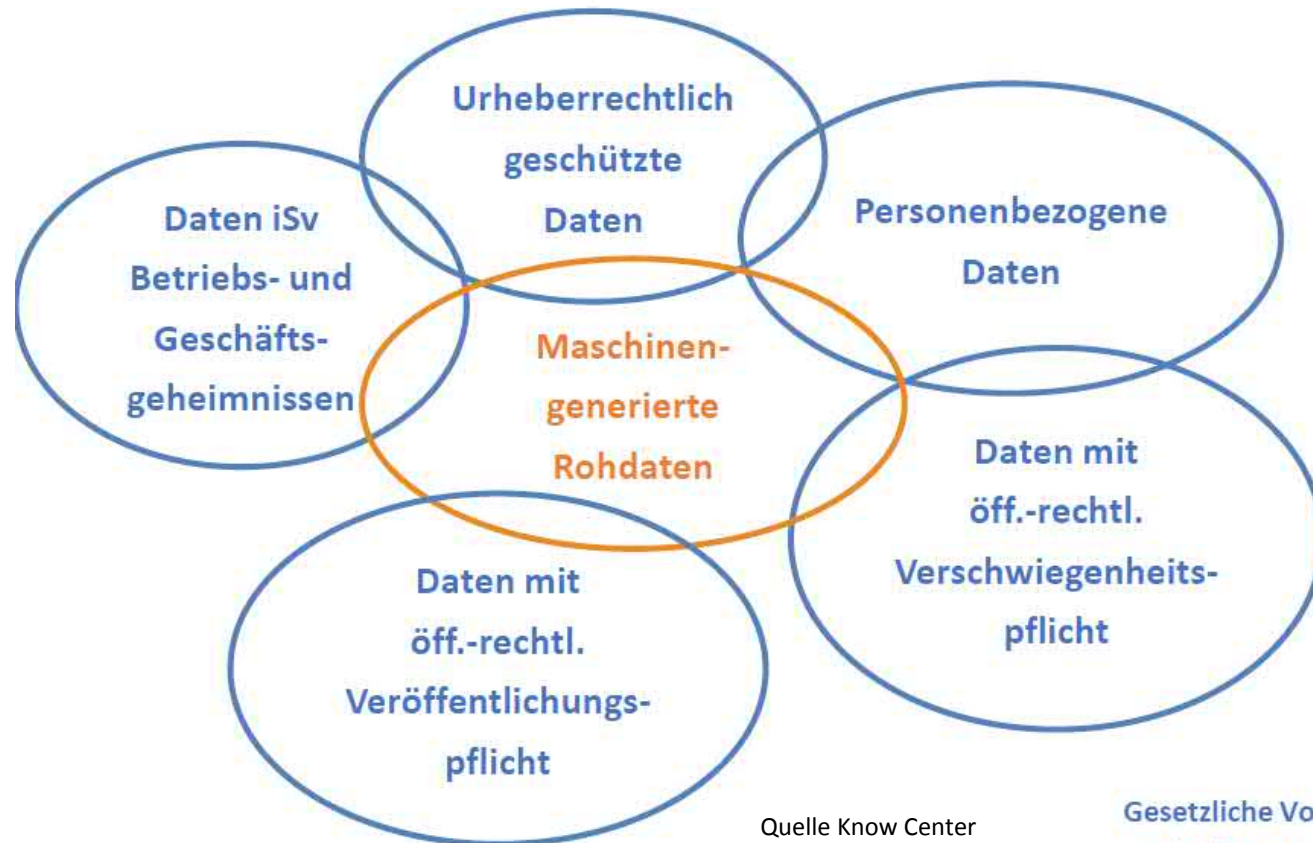 Urheberrechtlich
geschützte
Daten
Daten iSv
Betriebs- und
Geschäfts-
geheimnissen
Personenbezogene
Daten
Maschinen-
generierte
Rohdaten
Daten mit
öff.-rechtl.
Verschwiegenheits-
pflicht
Daten mit
öff.-rechtl.
Veröffentlichungs-
pflicht
Quelle Know Center
Gesetzliche